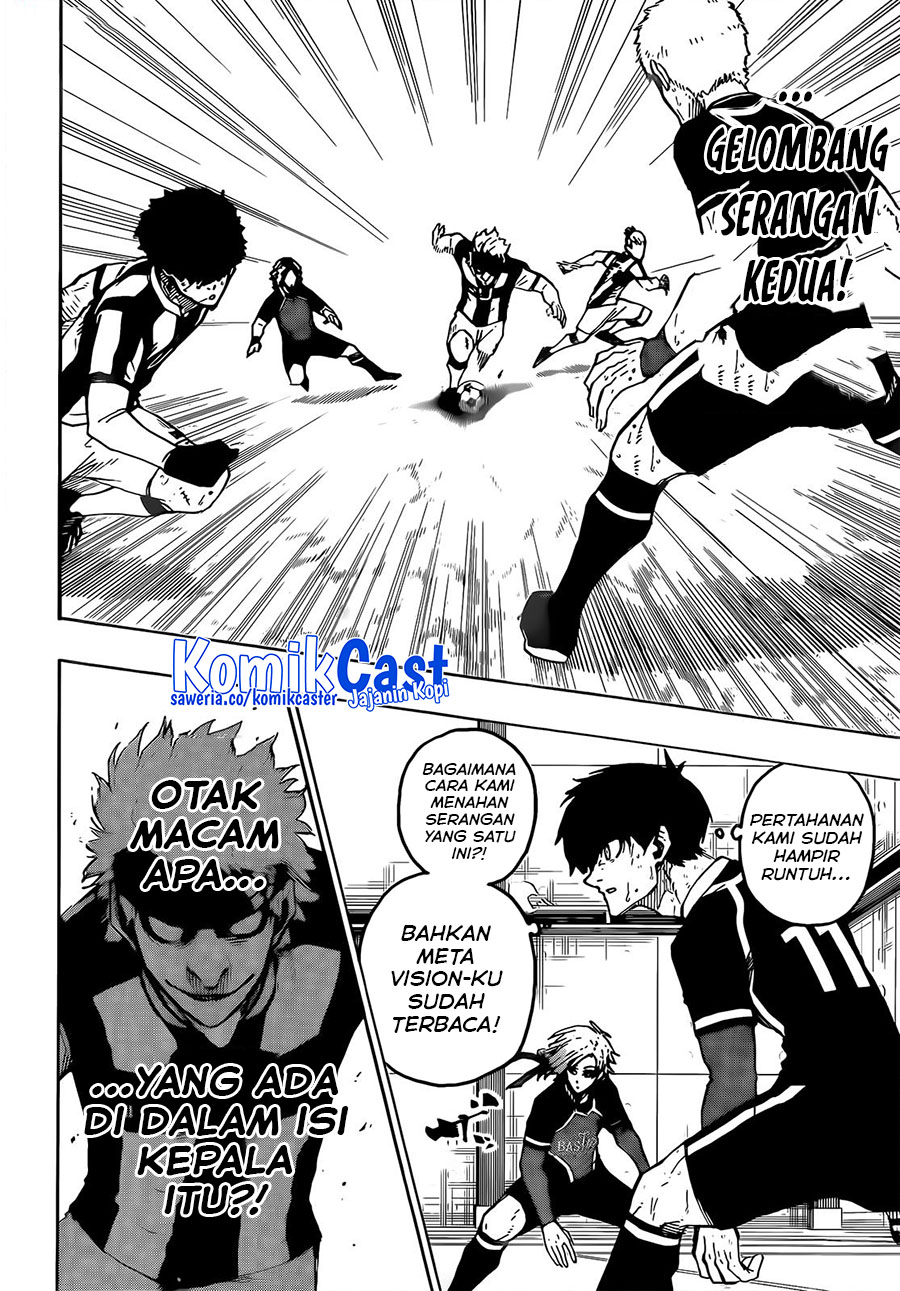 ...
GELOMBANG
SERANGAN
KEDUA!
KomikCast
saweria.co/komikcaster Jajanin Kopi
PERTAHANAN
KAMI SUDAH
HAMPIR
RUNTUH...
BAGAIMANA
CARA KAMI
MENAHAN
SERANGAN
YANG SATU
INI?!
BAHKAN
META
VISION-KU
SUDAH
TERBACA!
11
BAST
OTAK
MACAM
APA...
...YANG ADA
DI DALAM ISI
KEPALA
ITU?!